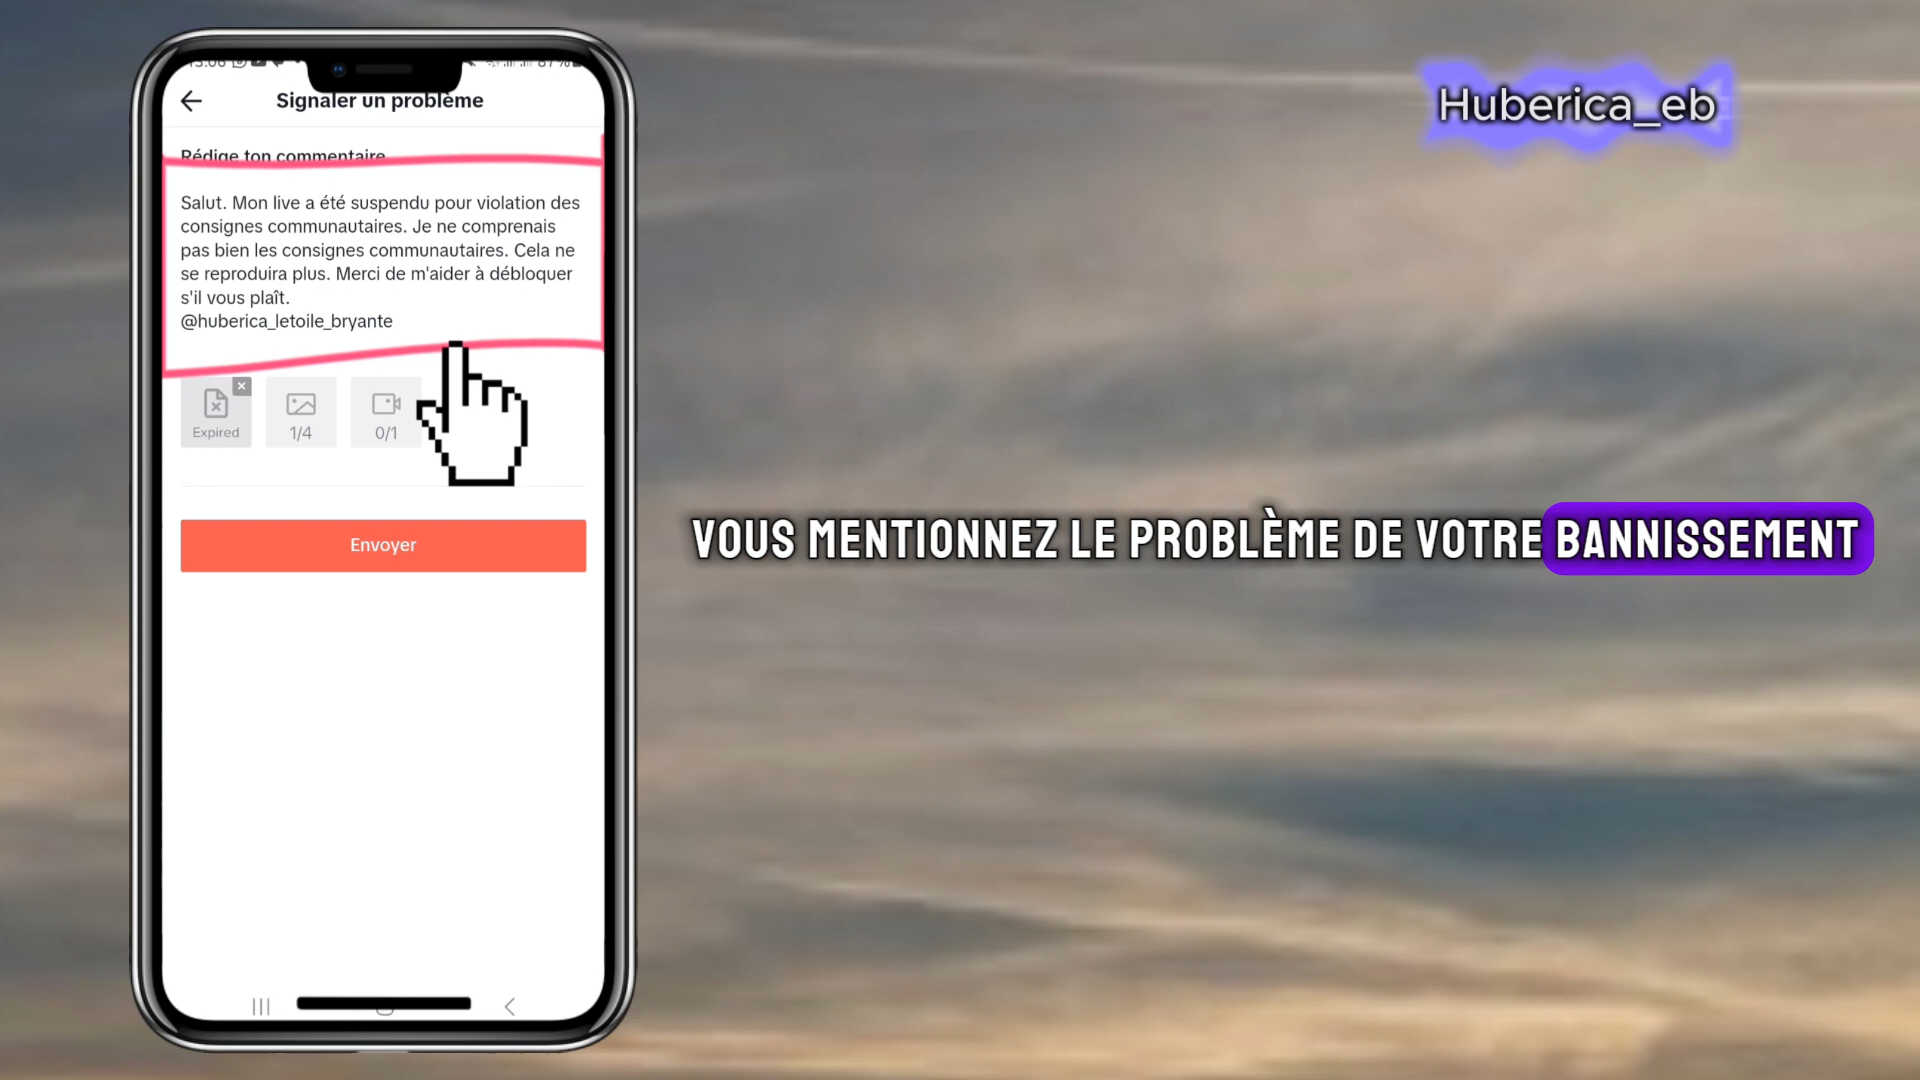 Huberica_eb
Signaler un problème
Rédige ton commentaire
Salut. Mon live a été suspendu pour violation des
consignes communautaires. Je ne comprenais
pas bien les consignes communautaires. Cela ne
se reproduira plus. Merci de m'aider à débloquer
s'il vous plaît.
@huberica_letoile_bryante
Expired
1/4
0/1
Envoyer
VOUS MENTIONNEZ LE PROBLÈME DE VOTRE BANNISSEMENT